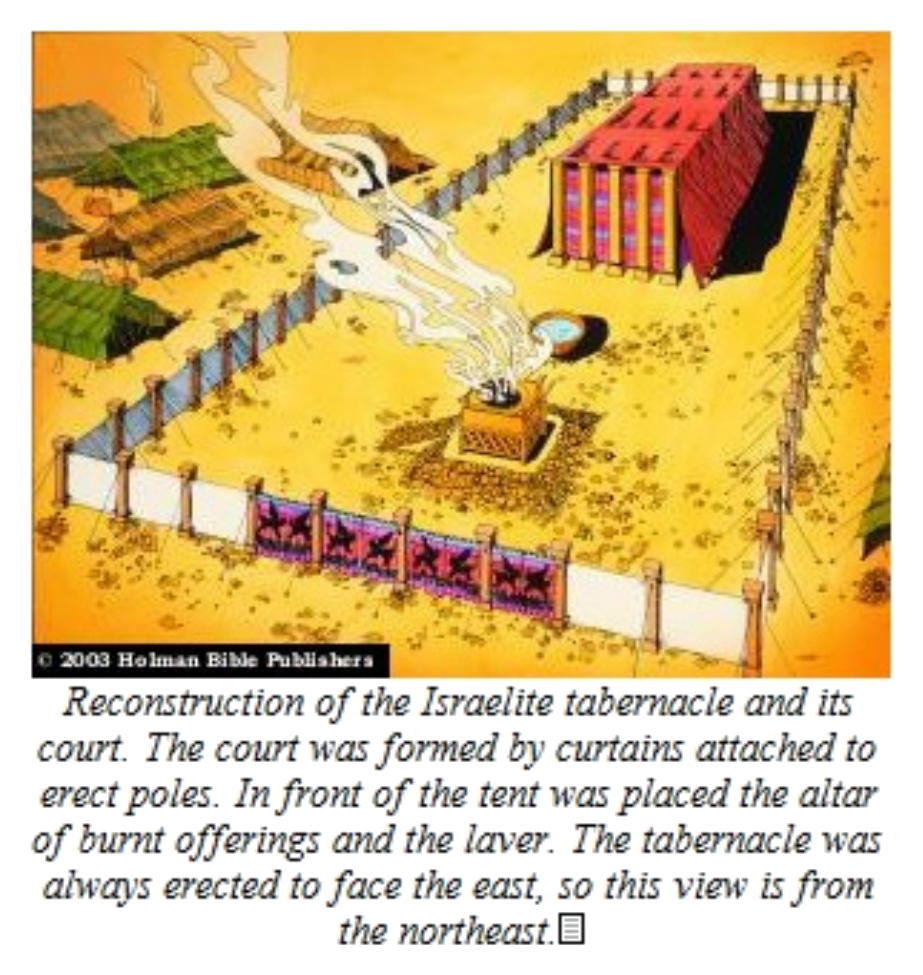 © 2003 Holman Bible Publishers
Reconstruction of the Israelite tabernacle and its
court. The court was formed by curtains attached to
erect poles. In front of the tent was placed the altar
of burnt offerings and the laver. The tabernacle was
always erected to face the east, so this view is from
the northeast.